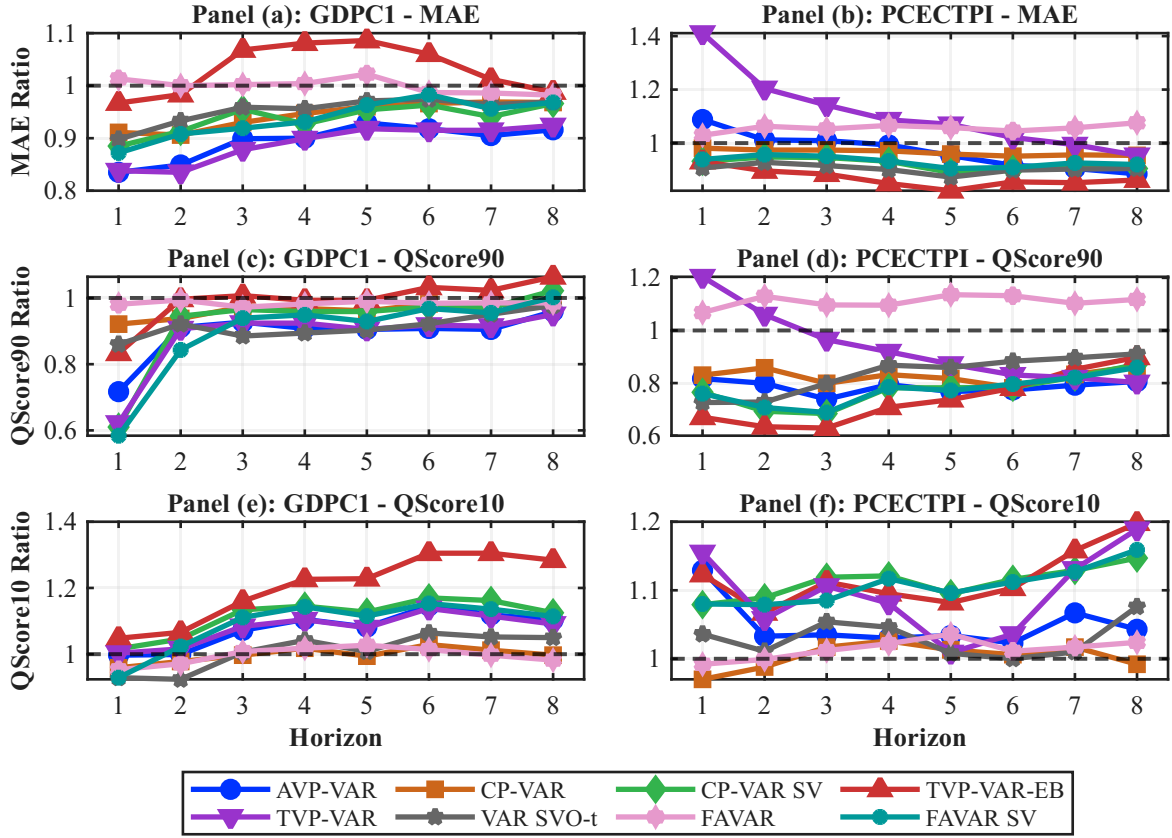 Panel (a): GDPC1 - MAE
MAE Ratio
1.1
1
0.9
0.8
1 2 3 4 5 6 7 8
Panel (b): PCECTPI - MAE
1.4
1.2
1
1 2 3 4 5 6 7 8
Panel (c): GDPC1 - QScore90
QScore90 Ratio
1
0.8
0.6
1 2 3 4 5 6 7 8
Panel (d): PCECTPI - QScore90
1.2
1
0.8
0.6
1 2 3 4 5 6 7 8
Panel (e): GDPC1 - QScore10
QScore10 Ratio
1.4
1.2
1
1 2 3 4 5 6 7 8
Horizon
Panel (f): PCECTPI - QScore10
1.2
1.1
1
1 2 3 4 5 6 7 8
Horizon
AVP-VAR CP-VAR CP-VAR SV TVP-VAR-EB
TVP-VAR VAR SVO-t FAVAR FAVAR SV